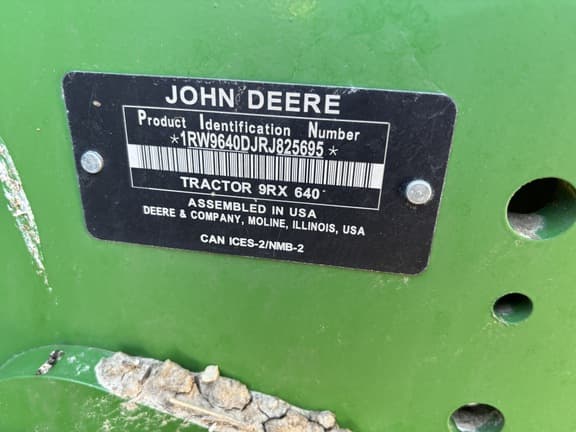 JOHN DEERE
Product Identification Number
*1RW9640DJRJ825695*
TRACTOR 9RX 640
ASSEMBLED IN USA
DEERE & COMPANY, MOLINE, ILLINOIS, USA
CAN ICES-2/NMB-2